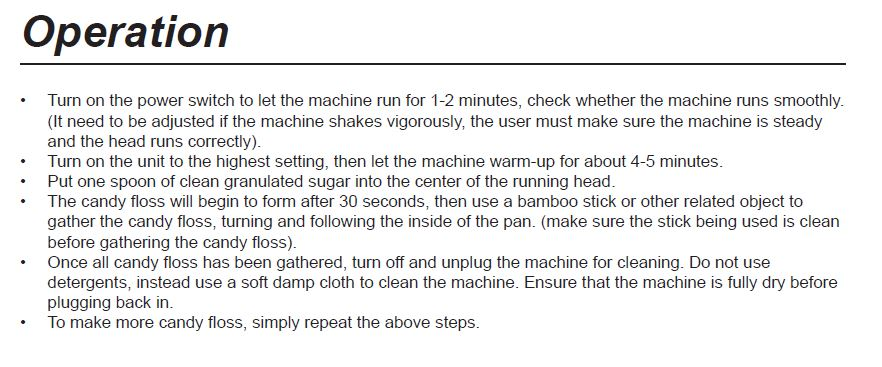 Operation
• Turn on the power switch to let the machine run for 1-2 minutes, check whether the machine runs smoothly.
(It need to be adjusted if the machine shakes vigorously, the user must make sure the machine is steady
and the head runs correctly).
• Turn on the unit to the highest setting, then let the machine warm-up for about 4-5 minutes.
• Put one spoon of clean granulated sugar into the center of the running head.
• The candy floss will begin to form after 30 seconds, then use a bamboo stick or other related object to
gather the candy floss, turning and following the inside of the pan. (make sure the stick being used is clean
before gathering the candy floss).
• Once all candy floss has been gathered, turn off and unplug the machine for cleaning. Do not use
detergents, instead use a soft damp cloth to clean the machine. Ensure that the machine is fully dry before
plugging back in.
• To make more candy floss, simply repeat the above steps.